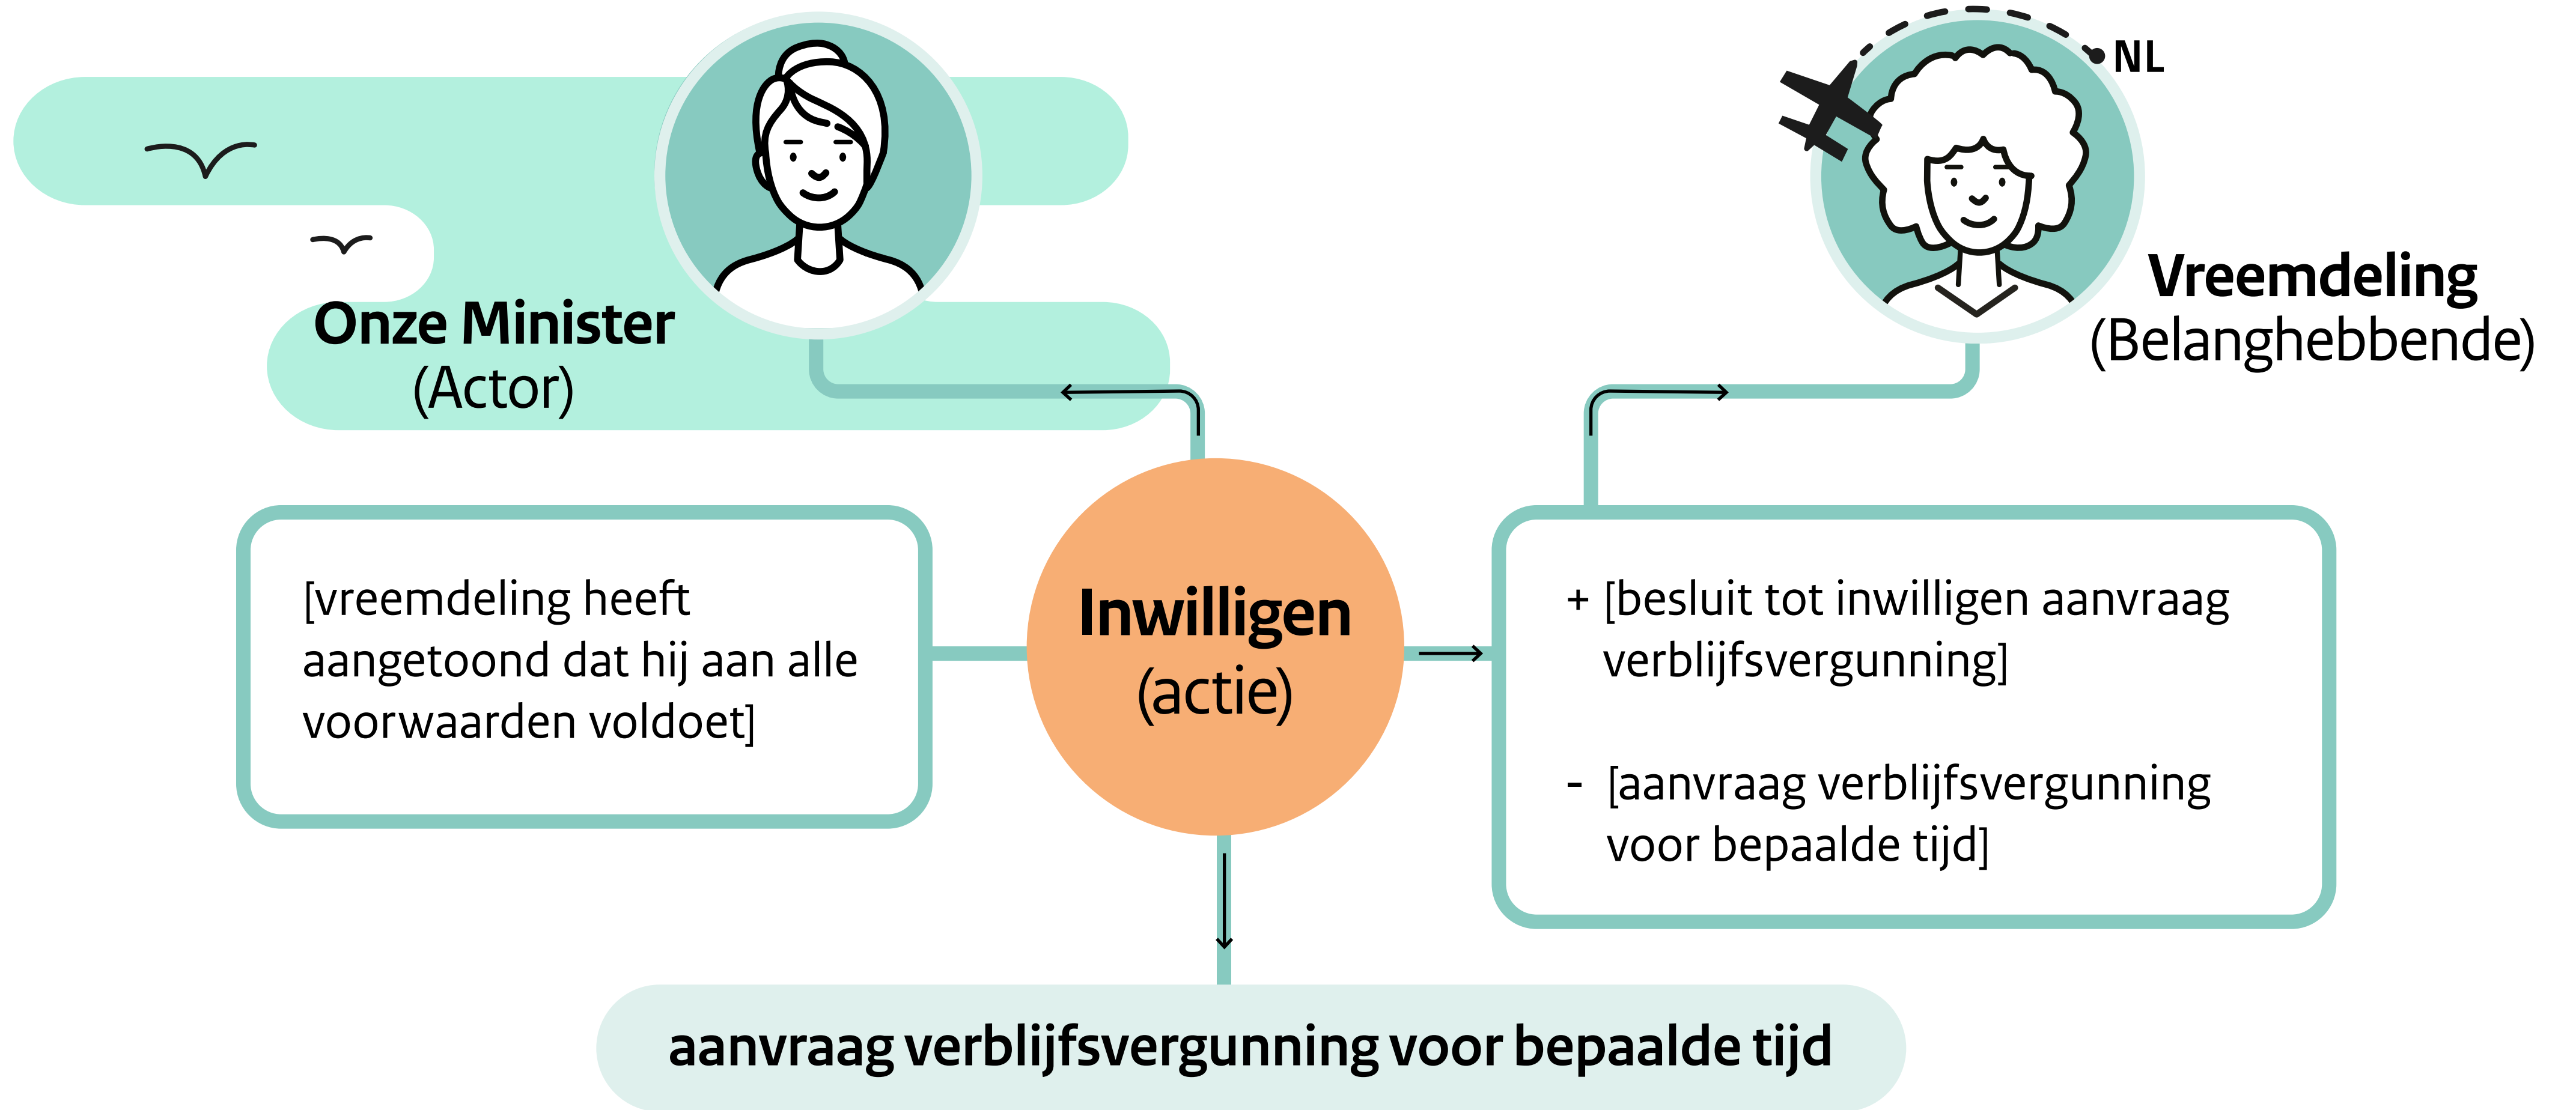 NL
Onze Minister
(Actor)
Vreemdeling
(Belanghebbende)
[vreemdeling heeft
aangetoond dat hij aan alle
voorwaarden voldoet]
Inwilligen
(actie)
+ [besluit tot inwilligen aanvraag
verblijfsvergunning]
- [aanvraag verblijfsvergunning
voor bepaalde tijd]
aanvraag verblijfsvergunning voor bepaalde tijd